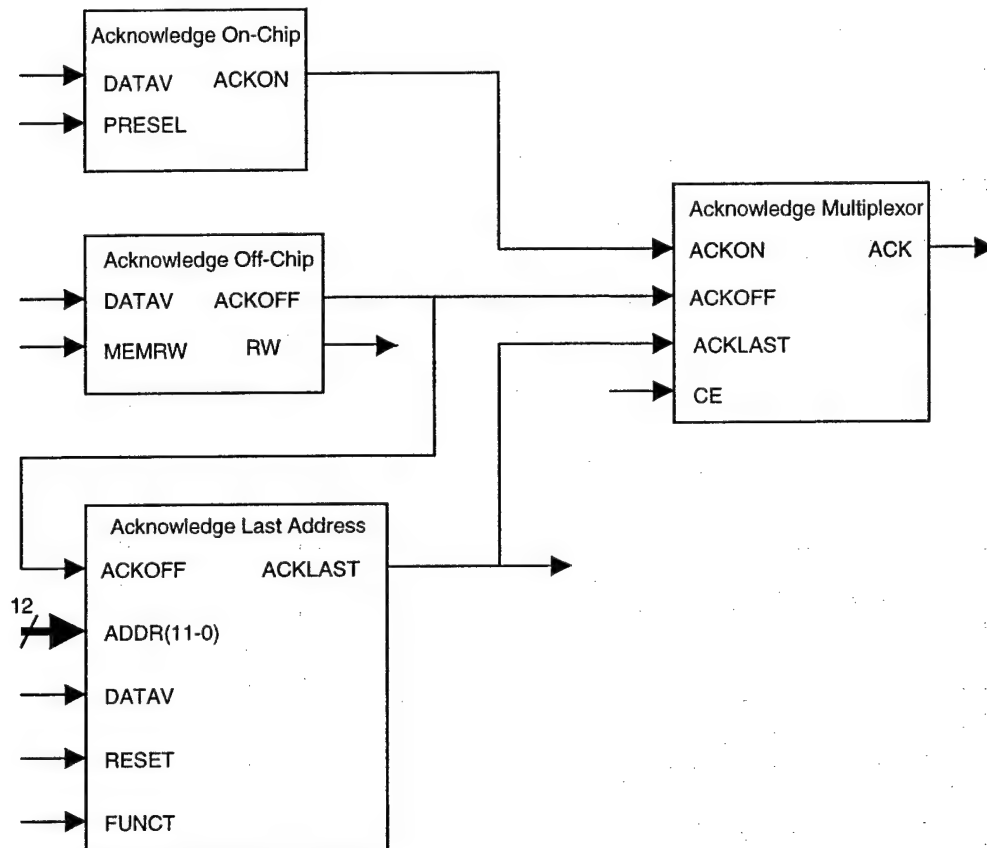 Acknowledge On-Chip
DATAV ACKON
PRESEL
Acknowledge Multiplexor
ACKON ACK
ACKOFF
ACKLAST
CE
Acknowledge Off-Chip
DATAV ACKOFF
MEMRW RW
Acknowledge Last Address
ACKOFF ACKLAST
12
ADDR(11-0)
DATAV
RESET
FUNCT